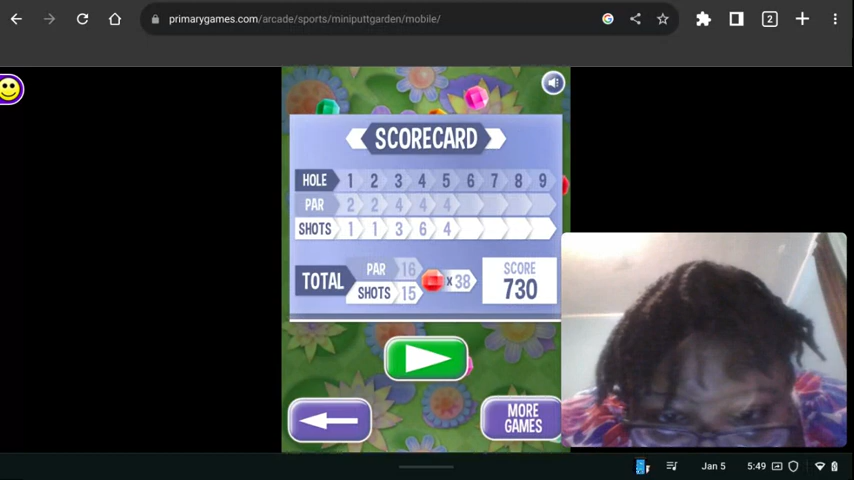 primarygames.com/arcade/sports/miniputtgarden/mobile/
2
SCORECARD
HOLE 1 2 3 4 5 6 7 8 9
PAR 2 2 4 4 4
SHOTS 1 1 3 6 4
TOTAL
PAR 16
SHOTS 15
x38
SCORE
730
MORE
GAMES
Jan 5 5:49